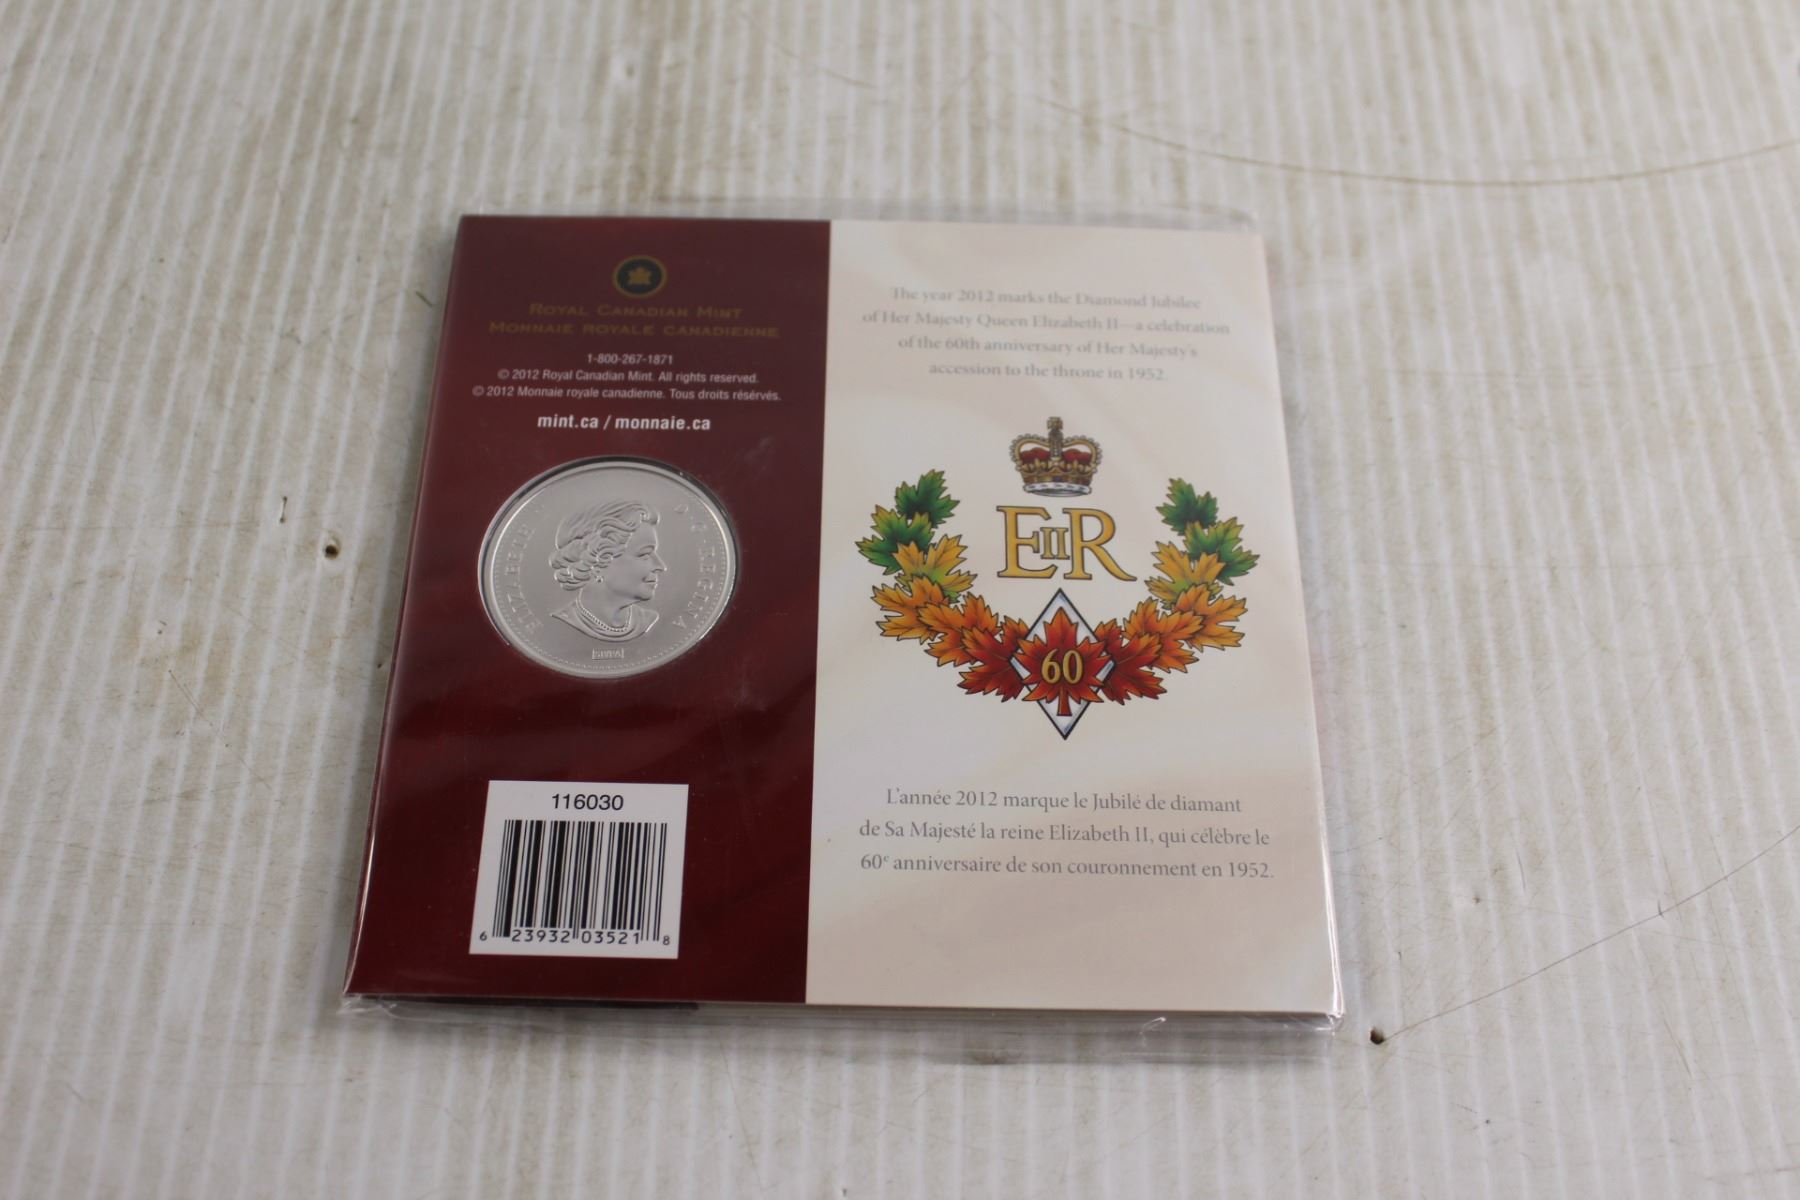 ROYAL CANADIAN MINT
MONNAIE ROYALE CANADIENNE
1-800-267-1871
© 2012 Royal Canadian Mint. All rights reserved.
© 2012 Monnaie royale canadienne. Tous droits résérvés.
mint.ca / monnaie.ca
ELIZABETH II D·G·REGINA
116030
6 23932 03521 8
The year 2012 marks the Diamond Jubilee
of Her Majesty Queen Elizabeth II—a celebration
of the 60th anniversary of Her Majesty's
accession to the throne in 1952.
EIIR
60
L'année 2012 marque le Jubilé de diamant
de Sa Majesté la reine Elizabeth II, qui célèbre le
60e anniversaire de son couronnement en 1952.